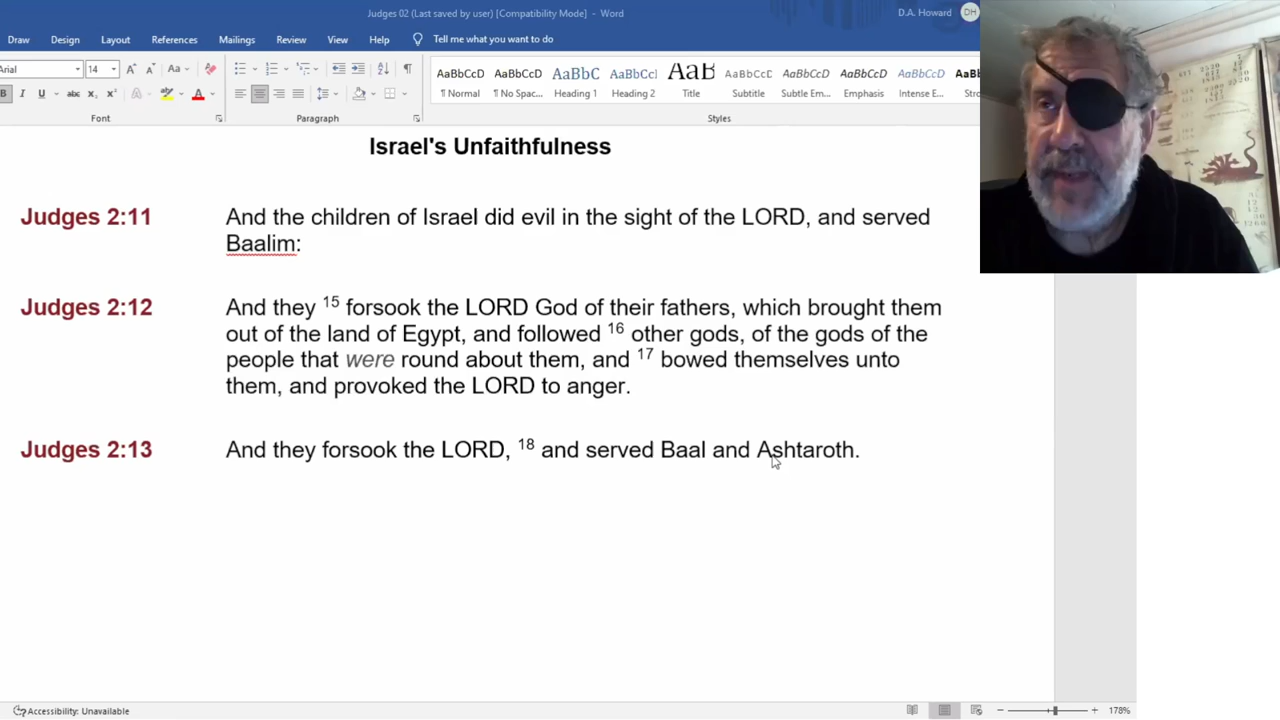 Judges 02 (Last saved by user) [Compatibility Mode] - Word
D.A. Howard DH
Draw Design Layout References Mailings Review View Help Tell me what you want to do
Arial 14 A A Aa
B I U abc x₂ x² A A
AaBbCcD AaBbCcD AaBbC AaBbCc AaB AaBbCcD AaBbCcD AaBbCcD AaBbCcD AaBb
¶ Normal ¶ No Spac... Heading 1 Heading 2 Title Subtitle Subtle Em... Emphasis Intense E... Stro
Font Paragraph Styles
Israel's Unfaithfulness
Judges 2:11 And the children of Israel did evil in the sight of the LORD, and served
Baalim:
Judges 2:12 And they 15 forsook the LORD God of their fathers, which brought them
out of the land of Egypt, and followed 16 other gods, of the gods of the
people that were round about them, and 17 bowed themselves unto
them, and provoked the LORD to anger.
Judges 2:13 And they forsook the LORD, 18 and served Baal and Ashtaroth.
Accessibility: Unavailable
178%